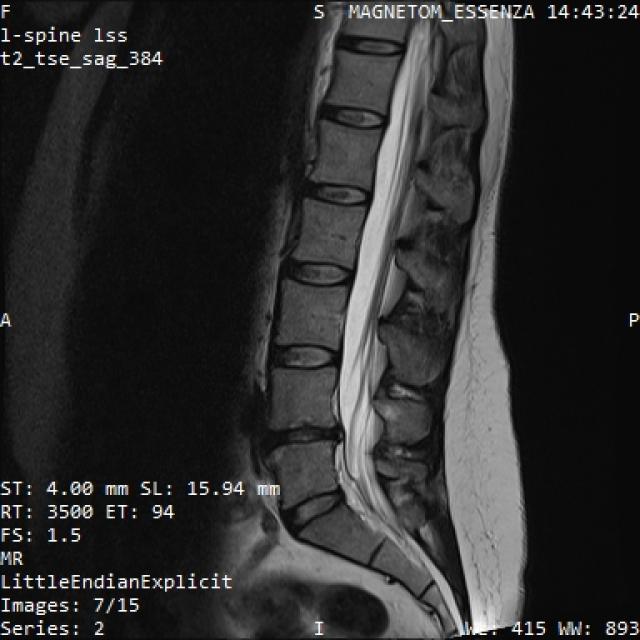 F
S MAGNETOM_ESSENZA 14:43:24
l-spine lss
t2_tse_sag_384
A
P
ST: 4.00 mm SL: 15.94 mm
RT: 3500 ET: 94
FS: 1.5
MR
LittleEndianExplicit
Images: 7/15
Series: 2
I
415 WW: 893